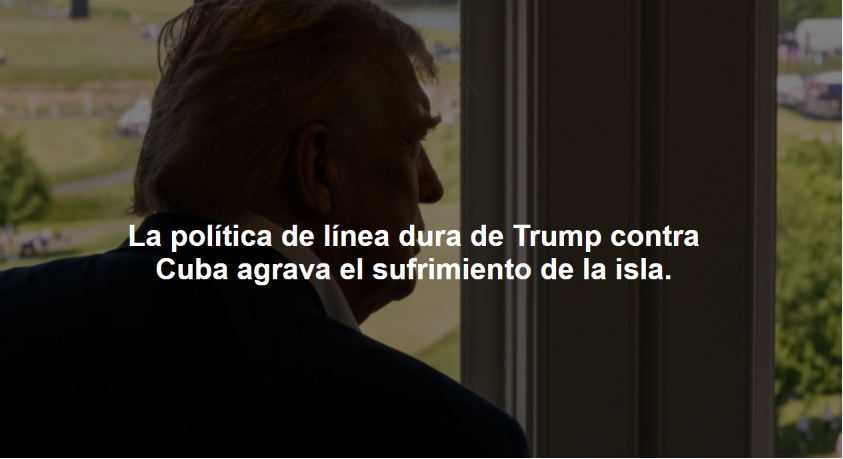 La política de línea dura de Trump contra
Cuba agrava el sufrimiento de la isla.